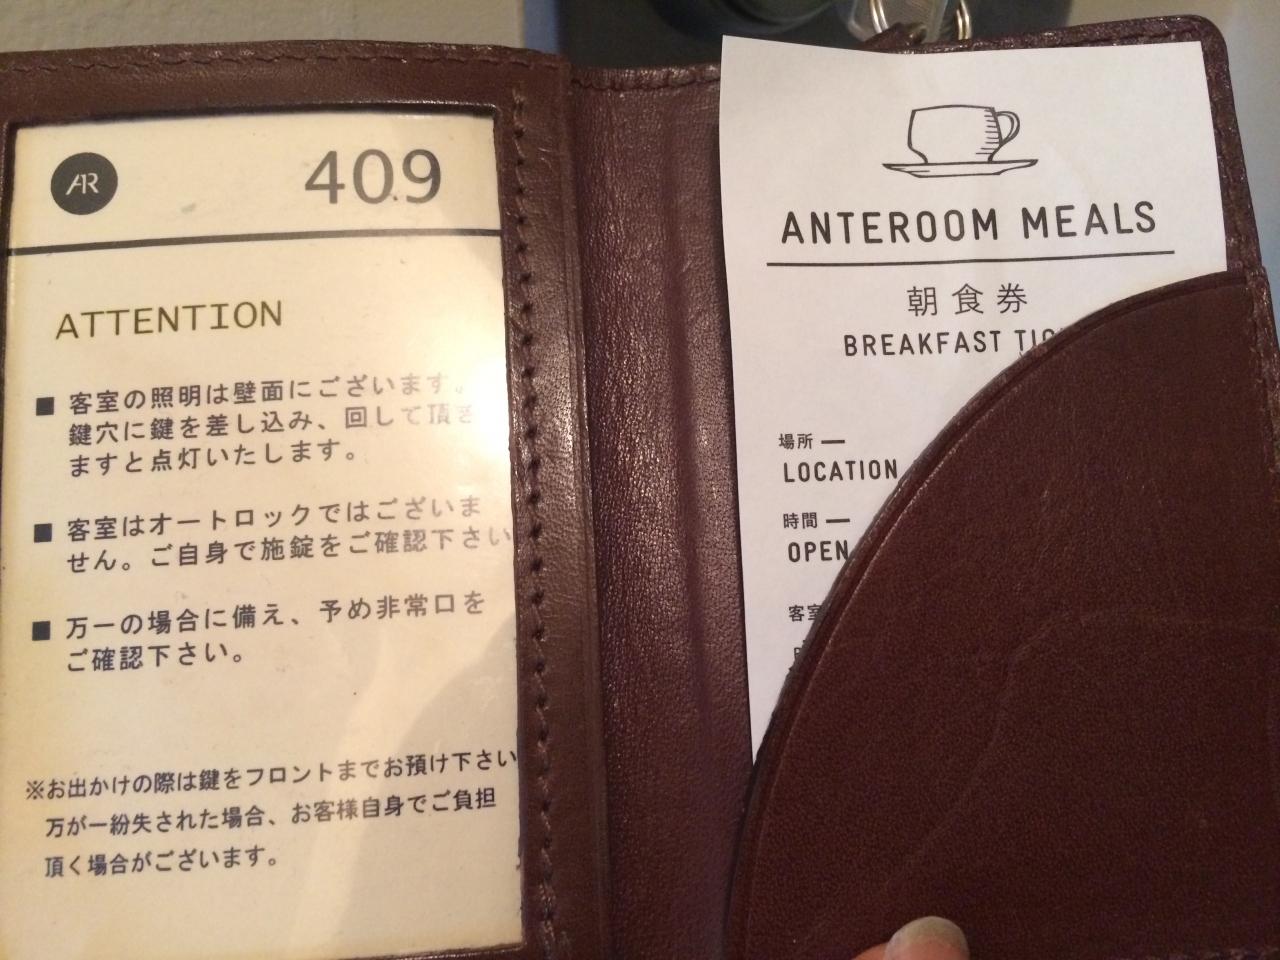 AR
409
ATTENTION
■ 客室の照明は壁面にございます。
鍵穴に鍵を差し込み、回して頂き
ますと点灯いたします。
■ 客室はオートロックではございま
せん。ご自身で施錠をご確認下さい
■ 万一の場合に備え、予め非常口を
ご確認下さい。
※お出かけの際は鍵をフロントまでお預け下さい
万が一紛失された場合、お客様自身でご負担
頂く場合がございます。
ANTEROOM MEALS
朝食券
BREAKFAST
場所 —
LOCATION
時間 —
OPEN
客室